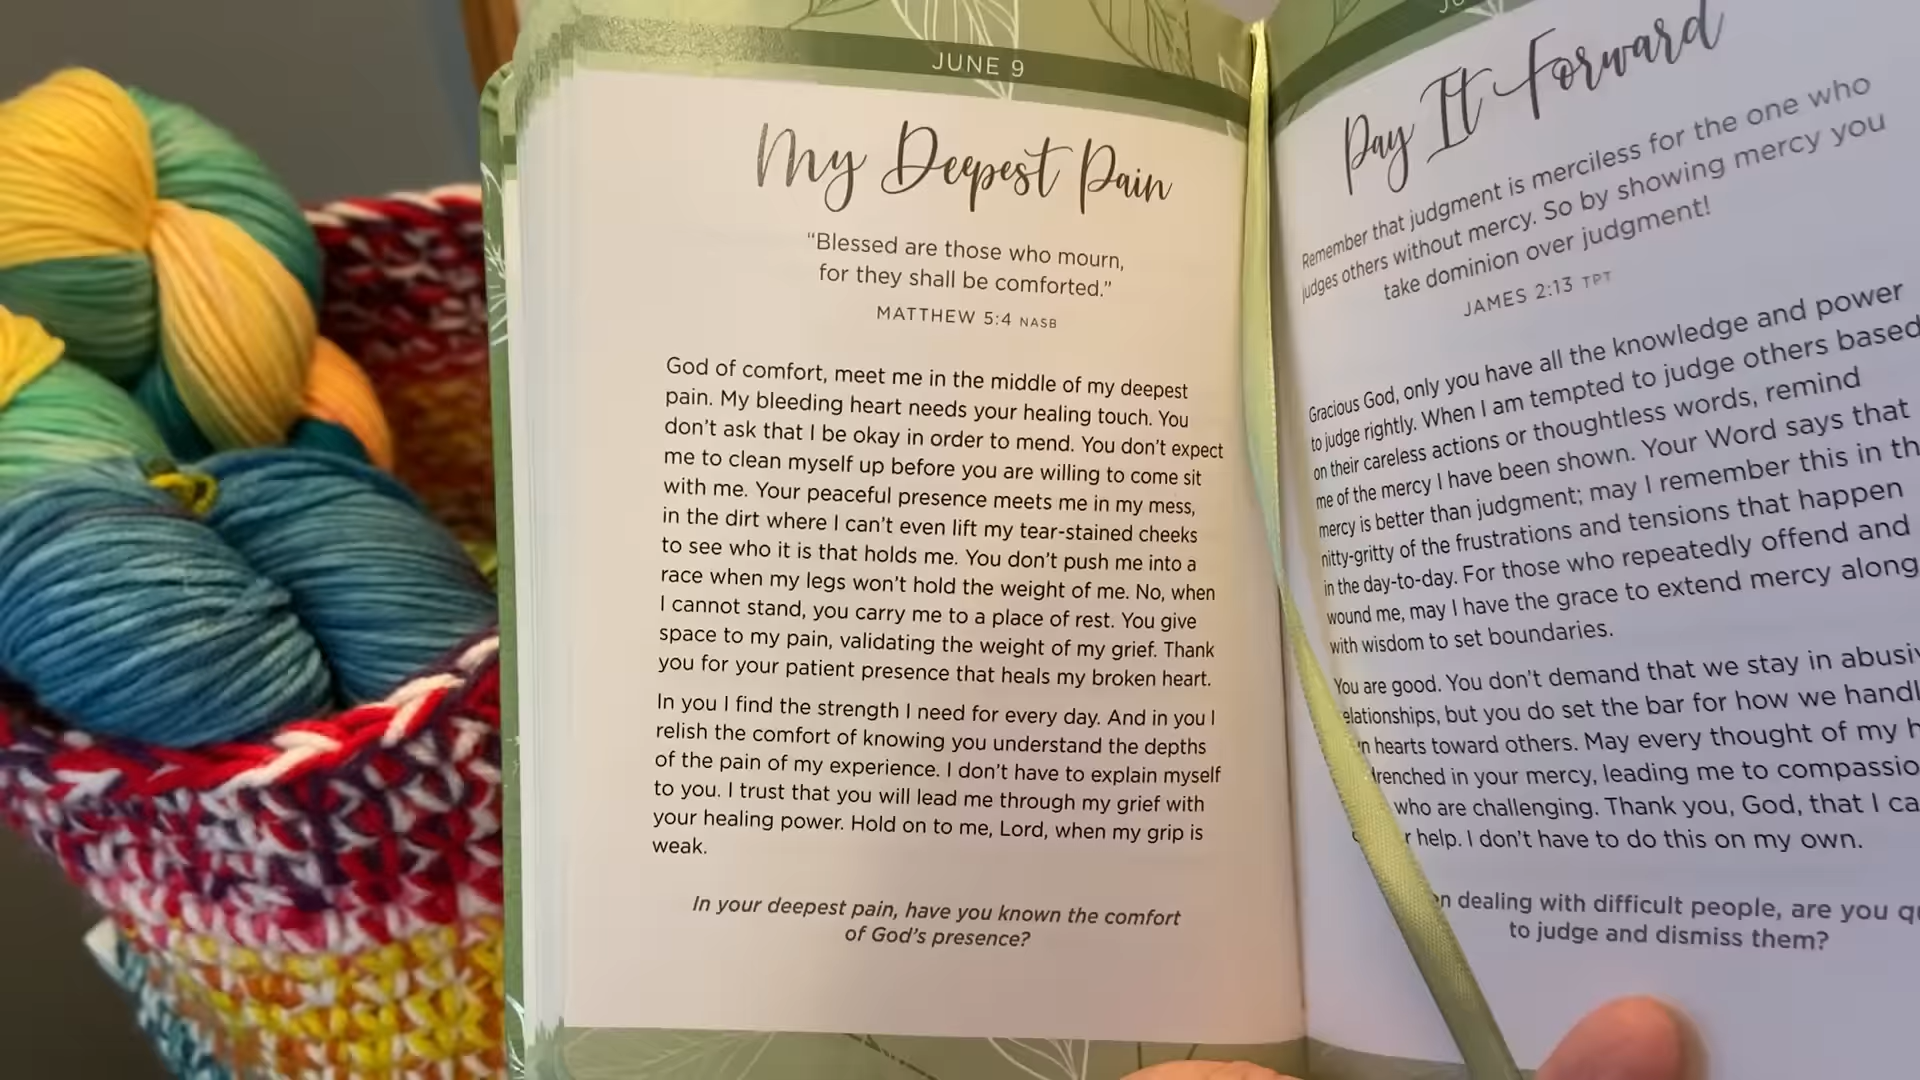 JUNE 9
My Deepest Pain
“Blessed are those who mourn,
for they shall be comforted.”
MATTHEW 5:4 NASB
God of comfort, meet me in the middle of my deepest
pain. My bleeding heart needs your healing touch. You
don’t ask that I be okay in order to mend. You don’t expect
me to clean myself up before you are willing to come sit
with me. Your peaceful presence meets me in my mess,
in the dirt where I can’t even lift my tear-stained cheeks
to see who it is that holds me. You don’t push me into a
race when my legs won’t hold the weight of me. No, when
I cannot stand, you carry me to a place of rest. You give
space to my pain, validating the weight of my grief. Thank
you for your patient presence that heals my broken heart.
In you I find the strength I need for every day. And in you I
relish the comfort of knowing you understand the depths
of the pain of my experience. I don’t have to explain myself
to you. I trust that you will lead me through my grief with
your healing power. Hold on to me, Lord, when my grip is
weak.
In your deepest pain, have you known the comfort
of God’s presence?
Pay It Forward
Remember that judgment is merciless for the one who
judges others without mercy. So by showing mercy you
take dominion over judgment!
JAMES 2:13 TPT
Gracious God, only you have all the knowledge and power
to judge rightly. When I am tempted to judge others based
on their careless actions or thoughtless words, remind
me of the mercy I have been shown. Your Word says that
mercy is better than judgment; may I remember this in
nitty-gritty of the frustrations and tensions that happen
in the day-to-day. For those who repeatedly offend and
wound me, may I have the grace to extend mercy along
with wisdom to set boundaries.
You are good. You don’t demand that we stay in
but you do set the bar for how we
hearts toward others. May every thought of my
in your mercy, leading me to
who are challenging. Thank you, God, that I
help. I don’t have to do this on my own.
dealing with difficult people, are you
to judge and dismiss them?